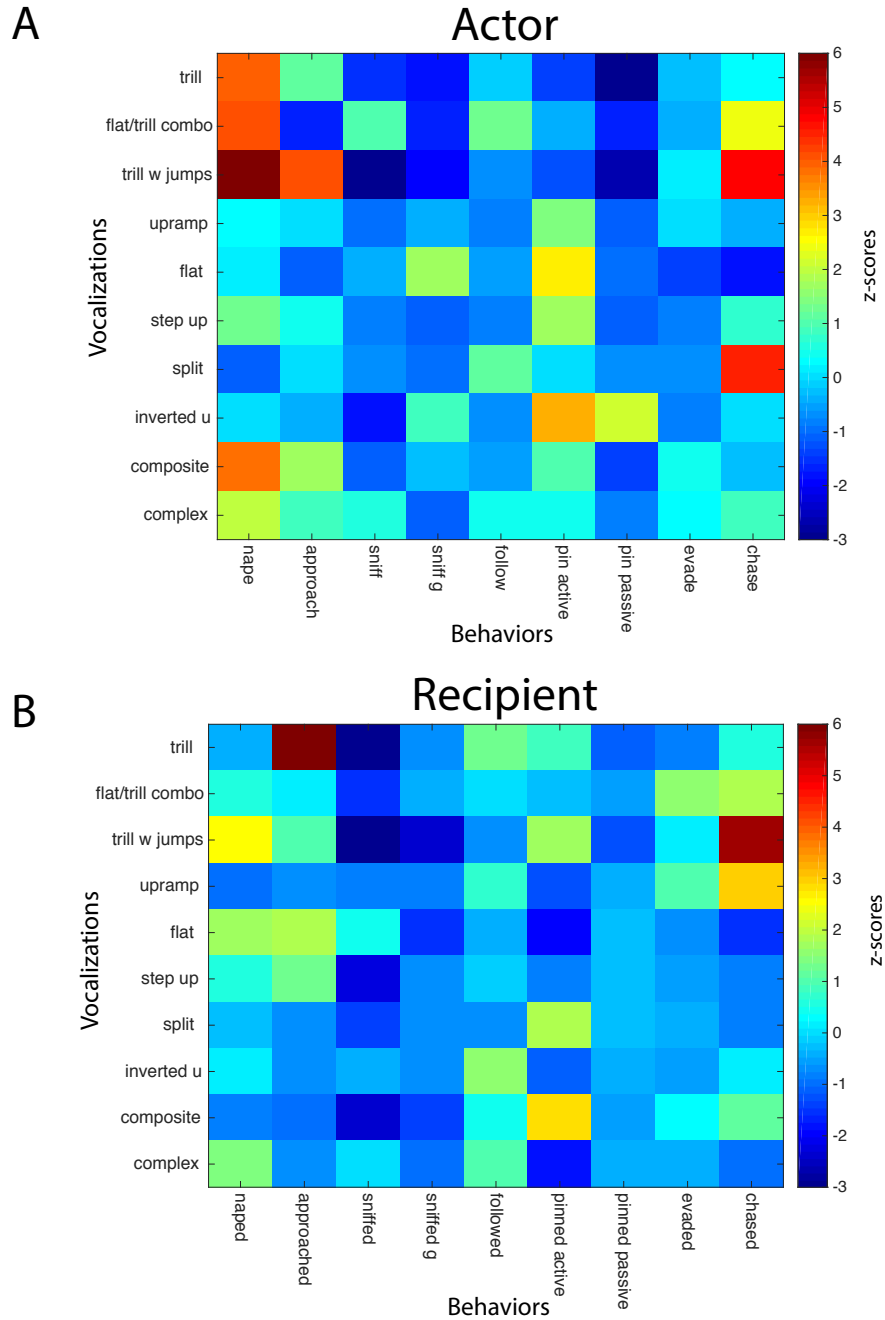 A
Actor
trill
flat/trill combo
trill w jumps
upramp
flat
step up
split
inverted u
composite
complex
Vocalizations
nape
approach
sniff
sniff g
follow
pin active
pin passive
evade
chase
Behaviors
6
5
4
3
2
1
0
-1
-2
-3
z-scores
B
Recipient
trill
flat/trill combo
trill w jumps
upramp
flat
step up
split
inverted u
composite
complex
Vocalizations
naped
approached
sniffed
sniffed g
followed
pinned active
pinned passive
evaded
chased
Behaviors
6
5
4
3
2
1
0
-1
-2
-3
z-scores